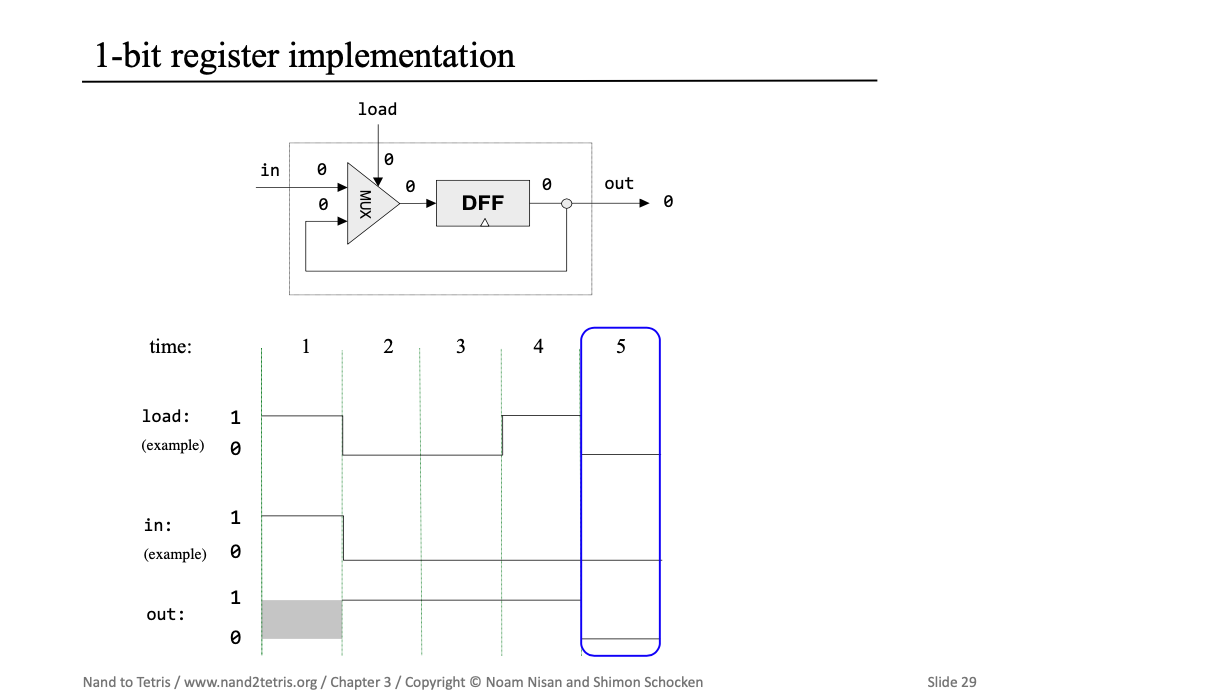 1-bit register implementation
load
in 0 0
0 0 0 out 0
MUX DFF
time: 1 2 3 4 5
load: 1
(example) 0
in: 1
(example) 0
out: 1
0
Nand to Tetris / www.nand2tetris.org / Chapter 3 / Copyright © Noam Nisan and Shimon Schocken Slide 29